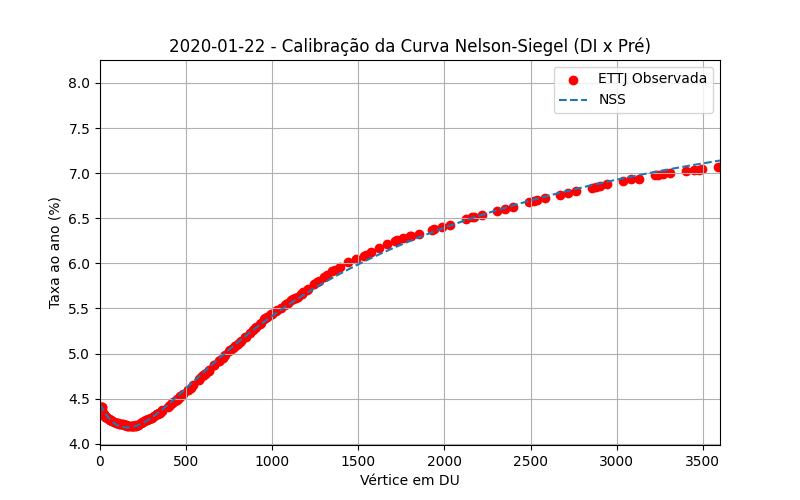 2020-01-22 - Calibração da Curva Nelson-Siegel (DI x Pré)
ETTJ Observada
NSS
Taxa ao ano (%)
8.0
7.5
7.0
6.5
6.0
5.5
5.0
4.5
4.0
0 500 1000 1500 2000 2500 3000 3500
Vértice em DU